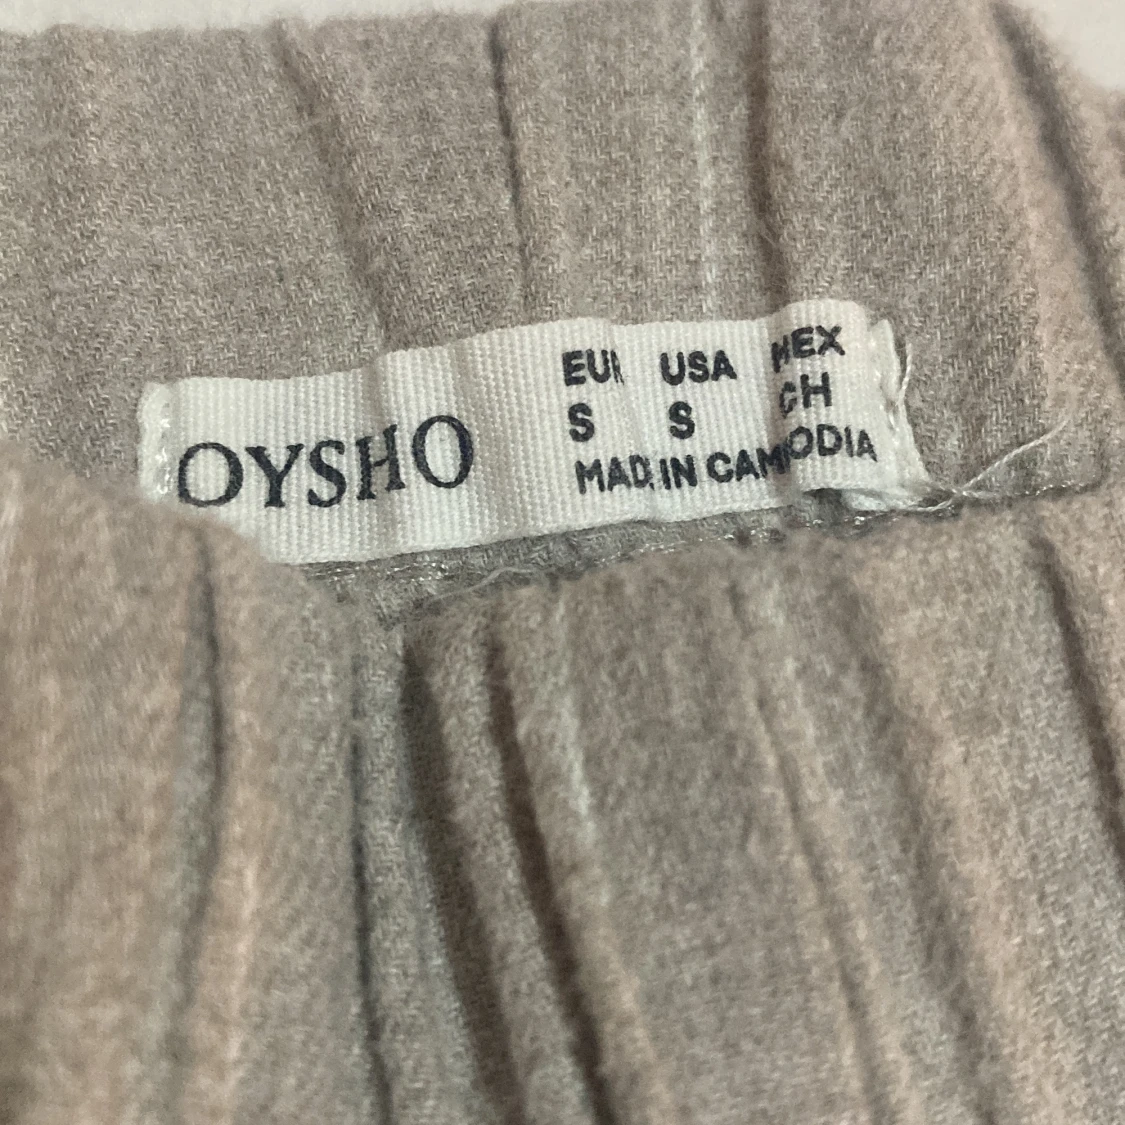 OYSHO
EUR USA MEX
S S CH
MADE IN CAMBODIA